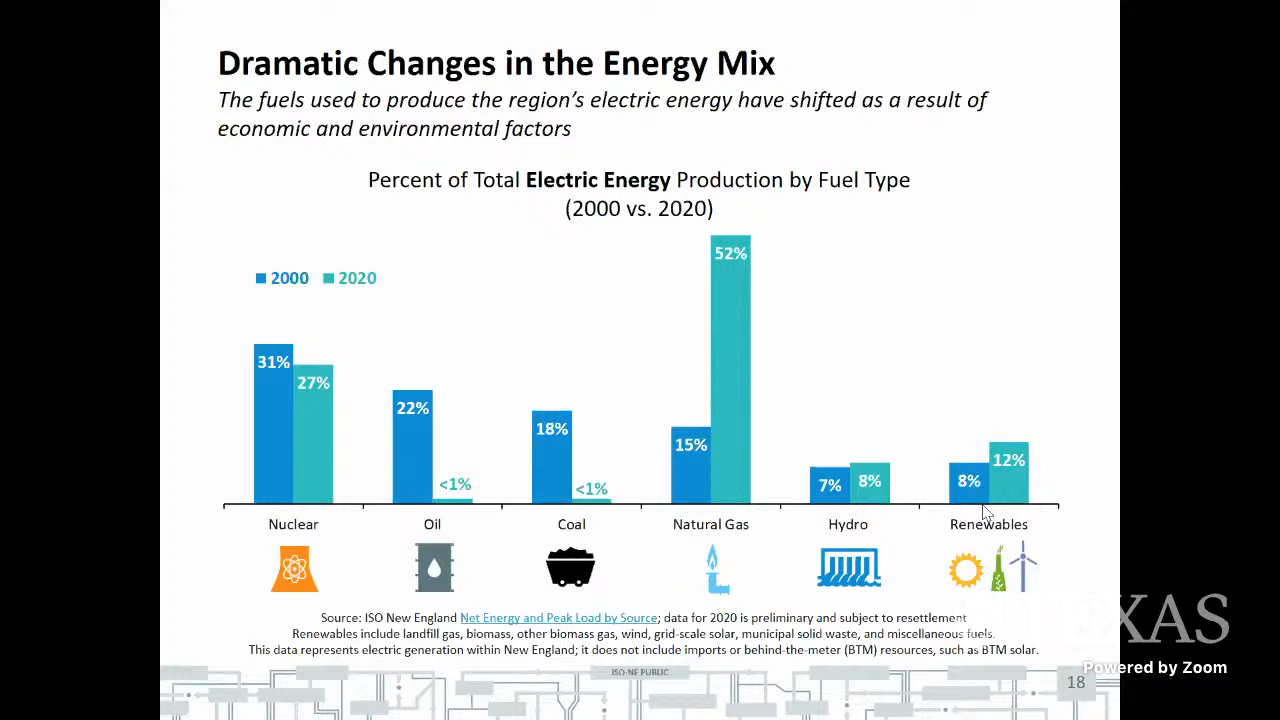 Dramatic Changes in the Energy Mix
The fuels used to produce the region's electric energy have shifted as a result of
economic and environmental factors
Percent of Total Electric Energy Production by Fuel Type
(2000 vs. 2020)
2000 2020
31% 27% 22% <1% 18% <1% 15% 52% 7% 8% 8% 12%
Nuclear Oil Coal Natural Gas Hydro Renewables
Source: ISO New England Net Energy and Peak Load by Source; data for 2020 is preliminary and subject to resettlement
Renewables include landfill gas, biomass, other biomass gas, wind, grid-scale solar, municipal solid waste, and miscellaneous fuels.
This data represents electric generation within New England; it does not include imports or behind-the-meter (BTM) resources, such as BTM solar.
TEXAS
Powered by Zoom
ISO-NE PUBLIC
18